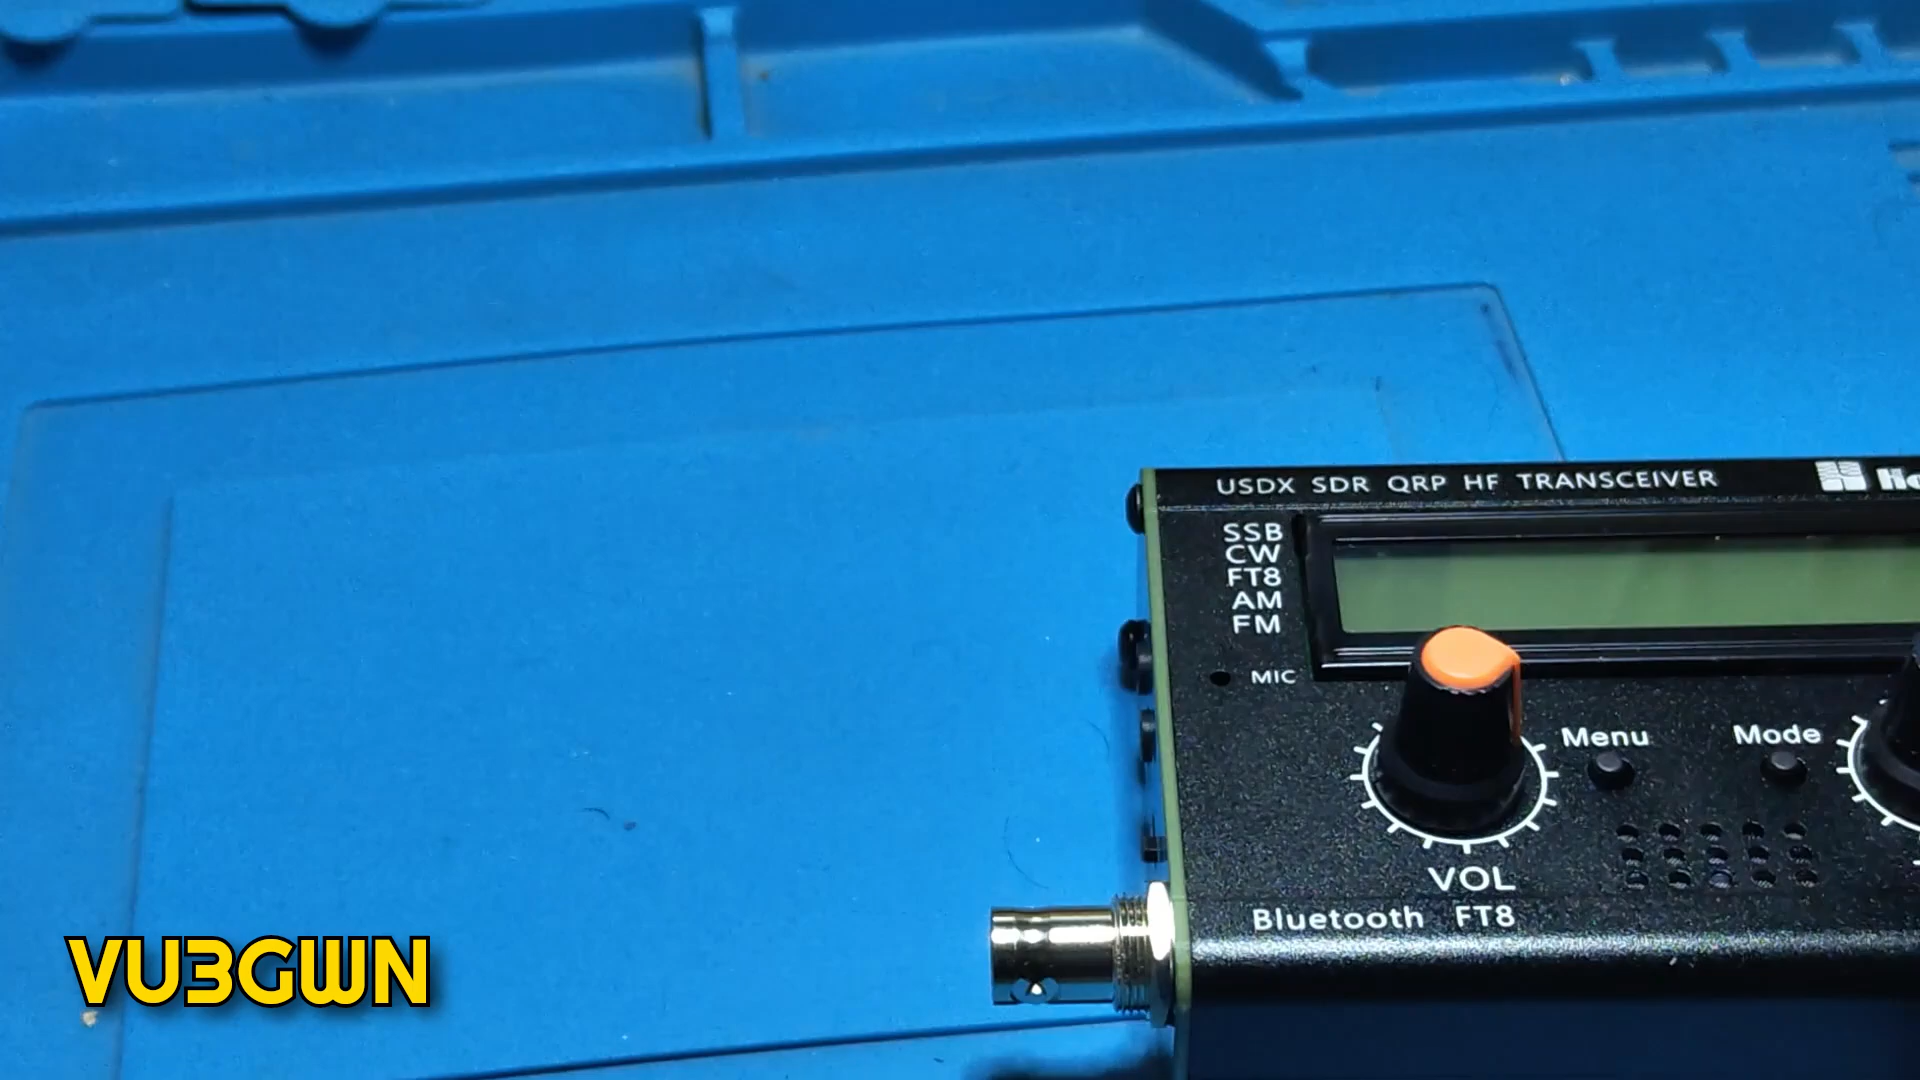 USDX SDR QRP HF TRANSCEIVER
SSB
CW
FT8
AM
FM
MIC
Menu
Mode
VOL
Bluetooth FT8
VU3GWN